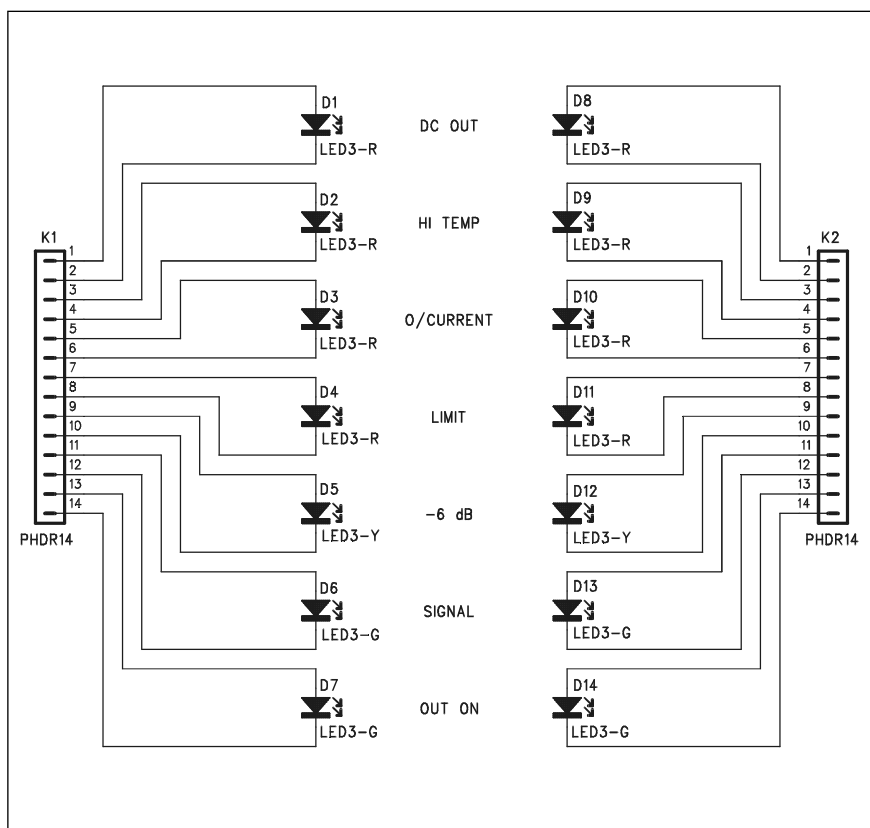 D1
D8
DC OUT
LED3-R
LED3-R
D2
D9
HI TEMP
LED3-R
LED3-R
K1
K2
1
2
3
4
5
6
7
8
9
10
11
12
13
14
PHDR14
1
2
3
4
5
6
7
8
9
10
11
12
13
14
PHDR14
D3
D10
O/CURRENT
LED3-R
LED3-R
D4
D11
LIMIT
LED3-R
LED3-R
D5
D12
-6 dB
LED3-Y
LED3-Y
D6
D13
SIGNAL
LED3-G
LED3-G
D7
D14
OUT ON
LED3-G
LED3-G